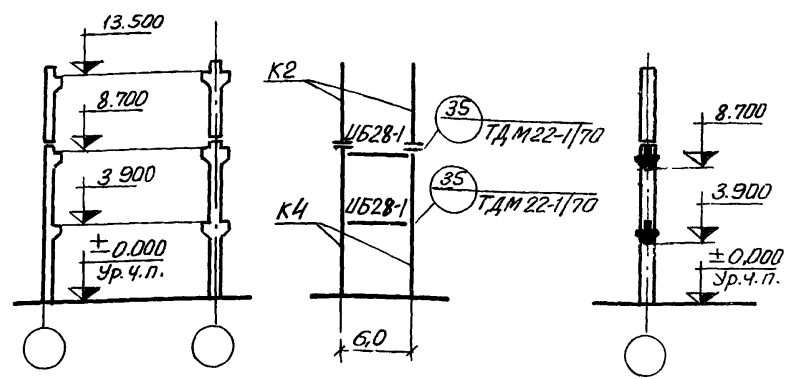 13.500
8.700
3.900
±0.000
Ур.ч.п.
К2
К4
ИБ28-1
ИБ28-1
35
ТДМ22-1/70
35
ТДМ22-1/70
6,0
8.700
3.900
±0,000
Ур.ч.п.